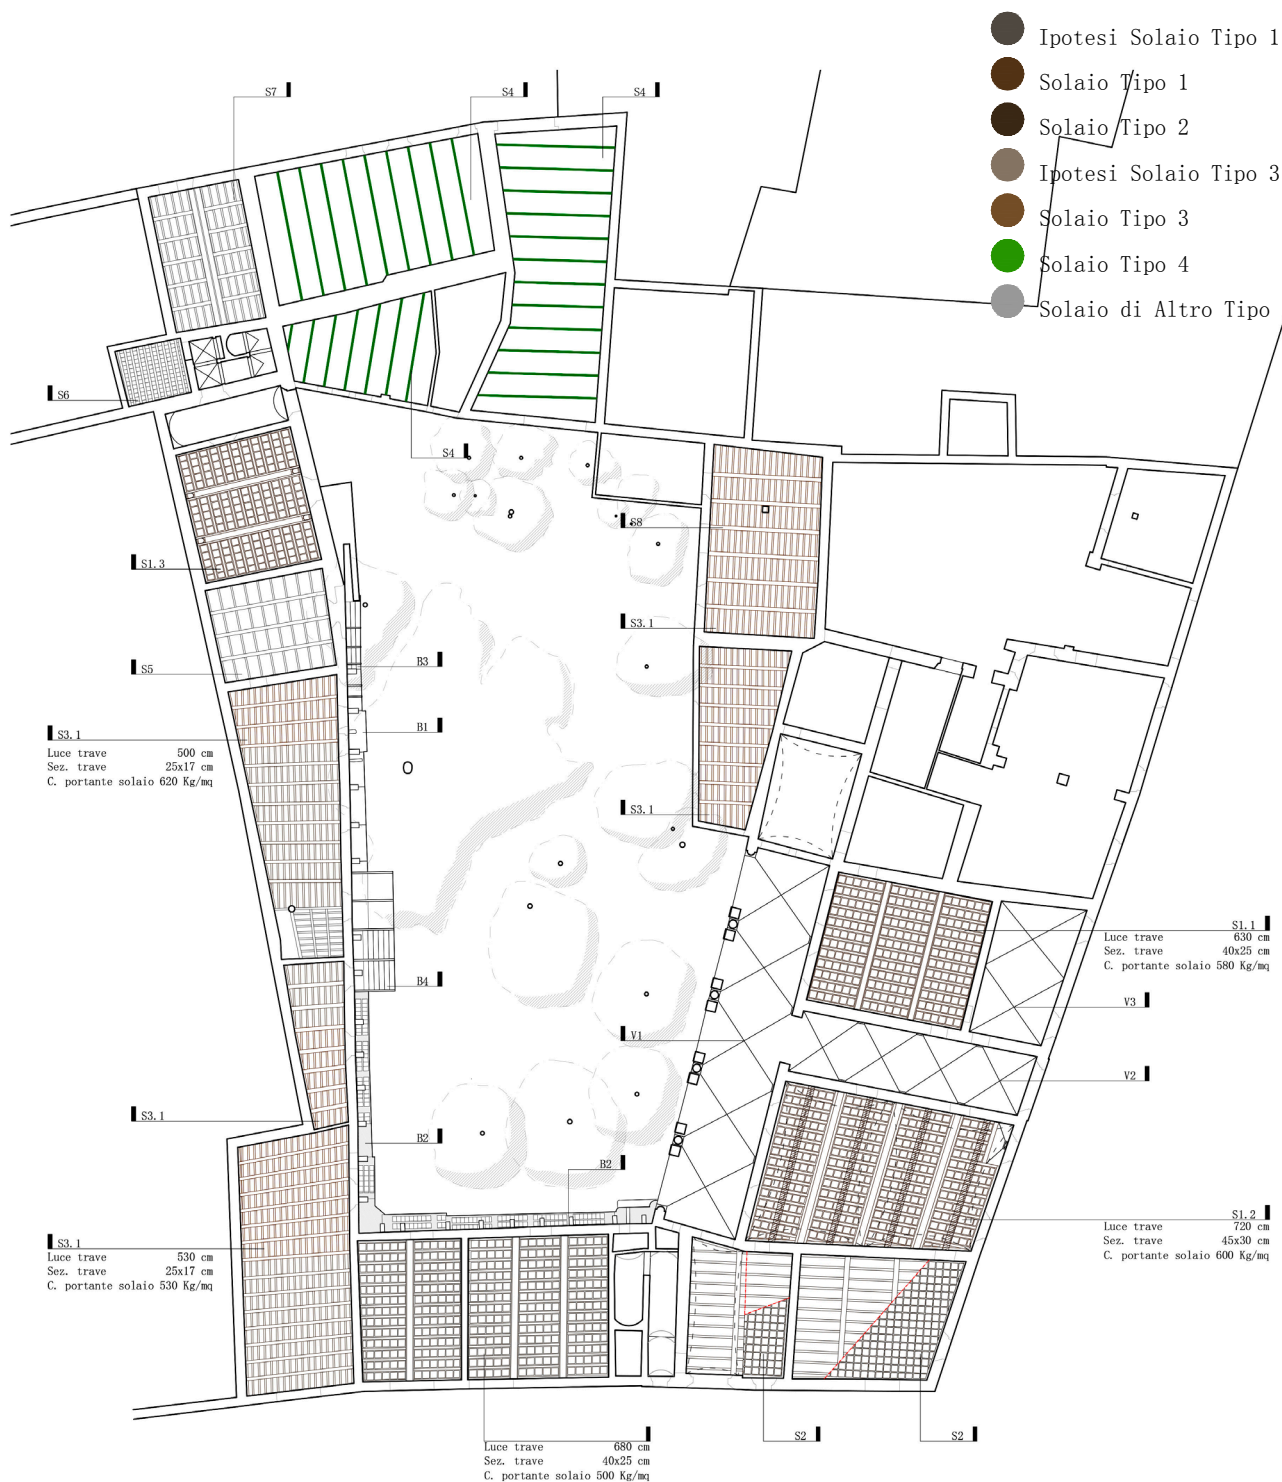 Ipotesi Solaio Tipo 1
Solaio Tipo 1
Solaio Tipo 2
Ipotesi Solaio Tipo 3
Solaio Tipo 3
Solaio Tipo 4
Solaio di Altro Tipo
S7
S4
S4
S6
S4
S8
S1.3
S3.1
S5
B3
B1
S3.1
Luce trave 500 cm
Sez. trave 25x17 cm
C. portante solaio 620 Kg/mq
S3.1
S1.1
Luce trave 630 cm
Sez. trave 40x25 cm
C. portante solaio 580 Kg/mq
B4
V3
V1
V2
S3.1
B2
B2
S1.2
Luce trave 720 cm
Sez. trave 45x30 cm
C. portante solaio 600 Kg/mq
S3.1
Luce trave 530 cm
Sez. trave 25x17 cm
C. portante solaio 530 Kg/mq
S2
S2
Luce trave 680 cm
Sez. trave 40x25 cm
C. portante solaio 500 Kg/mq